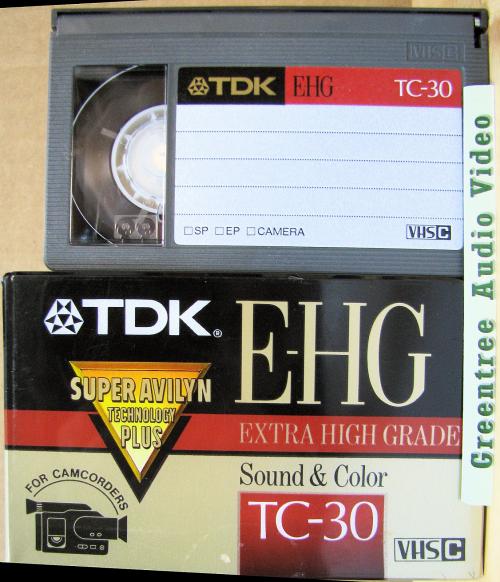 VHS C
TDK EHG TC-30
SP EP CAMERA VHS C
TDK®
E-HG
SUPER AVILYN
TECHNOLOGY
PLUS
EXTRA HIGH GRADE
FOR CAMCORDERS
Sound & Color
TC-30
VHS C
Greentree Audio Video